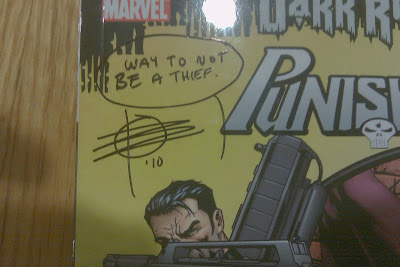 MARVEL
DARK R
WAY TO NOT
BE A THIEF.
PUNIS
'10